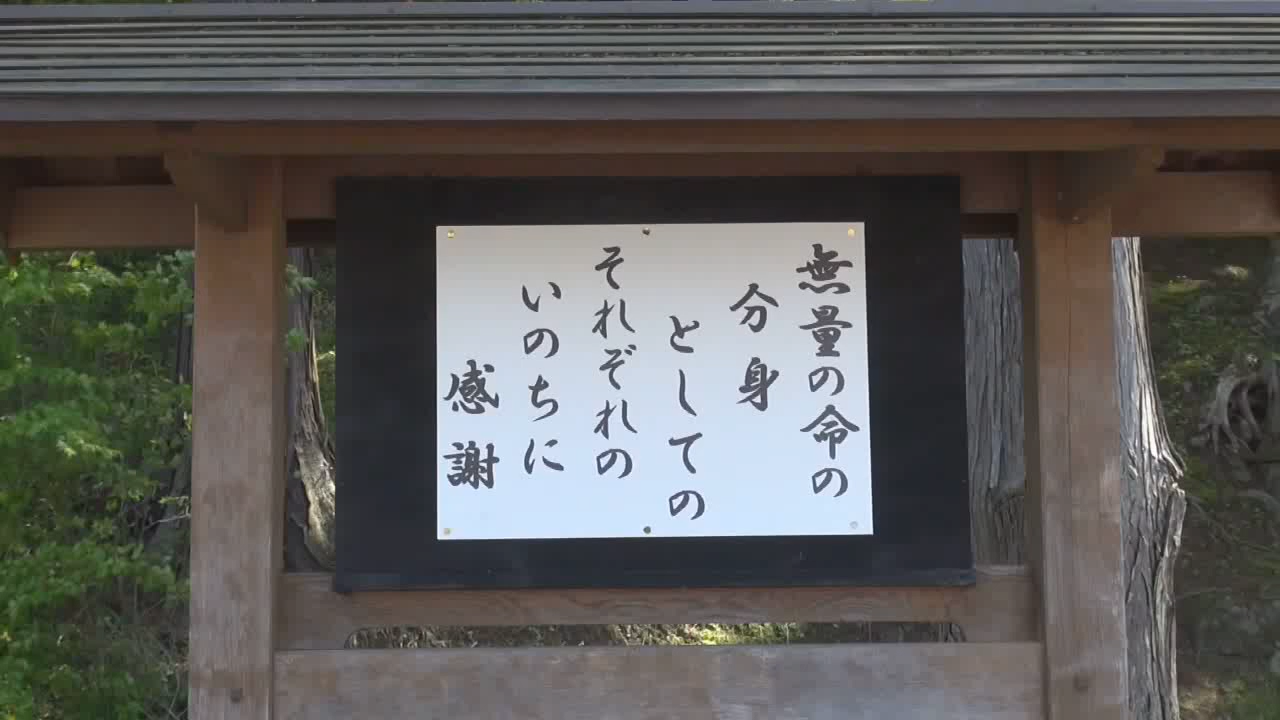 無量の命の
分身
としての
それぞれの
いのちに
感謝